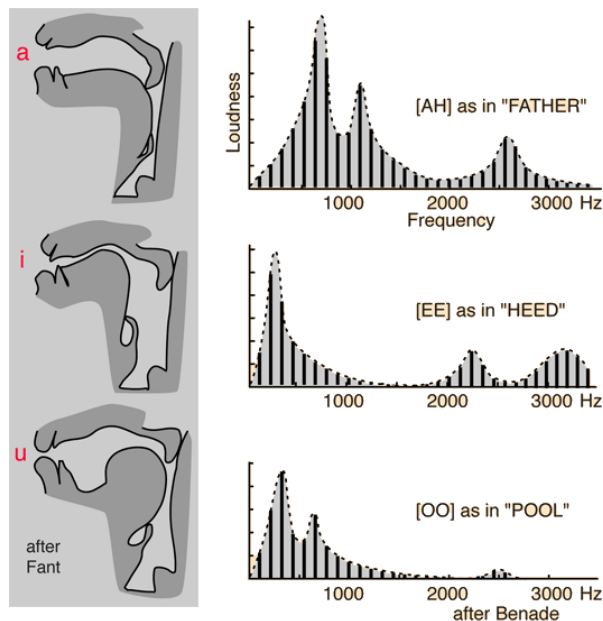 a
Loudness
[AH] as in "FATHER"
1000 2000 3000 Hz
Frequency
i
[EE] as in "HEED"
1000 2000 3000 Hz
u
[OO] as in "POOL"
after
Fant
1000 2000 3000 Hz
after Benade